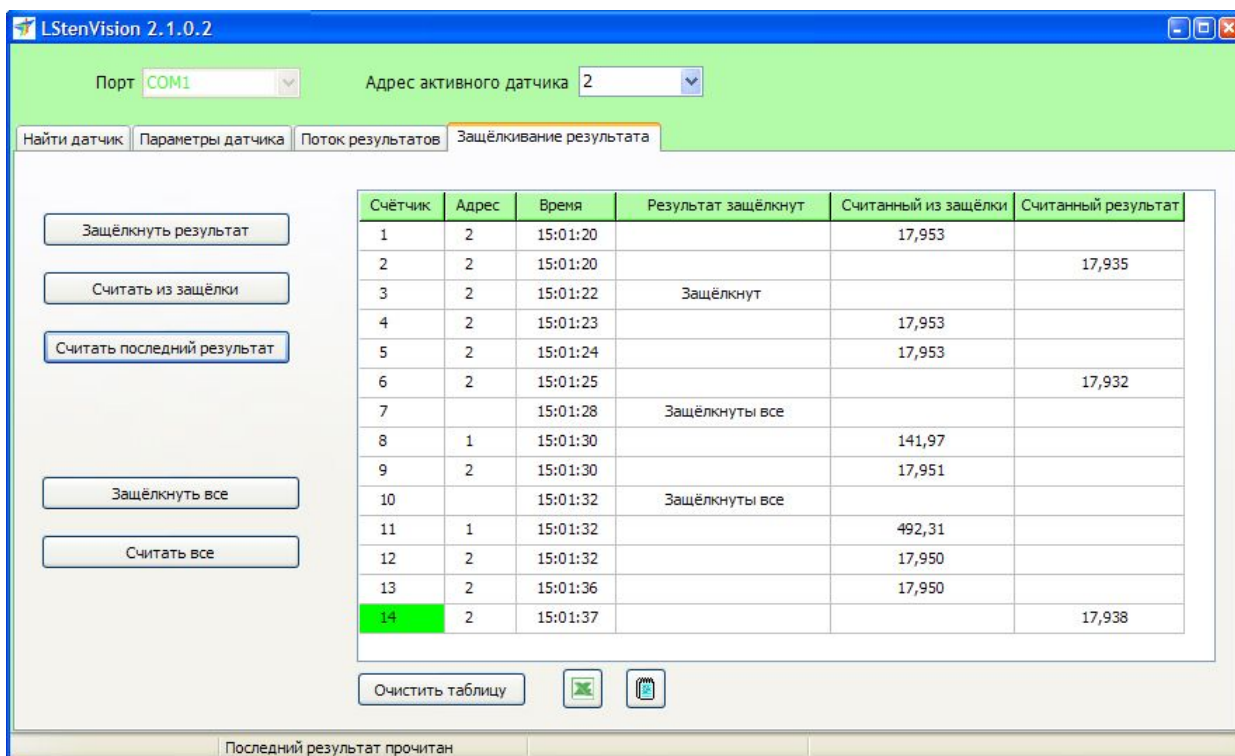 LStenVision 2.1.0.2
Порт COM1 Адрес активного датчика 2
Найти датчик Параметры датчика Поток результатов Защёлкивание результата
Защёлкнуть результат
Считать из защёлки
Считать последний результат
Защёлкнуть все
Считать все
Счётчик Адрес Время Результат защёлкнут Считанный из защёлки Считанный результат
1 2 15:01:20 17,953
2 2 15:01:20 17,935
3 2 15:01:22 Защёлкнут
4 2 15:01:23 17,953
5 2 15:01:24 17,953
6 2 15:01:25 17,932
7 15:01:28 Защёлкнуты все
8 1 15:01:30 141,97
9 2 15:01:30 17,951
10 15:01:32 Защёлкнуты все
11 1 15:01:32 492,31
12 2 15:01:32 17,950
13 2 15:01:36 17,950
14 2 15:01:37 17,938
Очистить таблицу
Последний результат прочитан